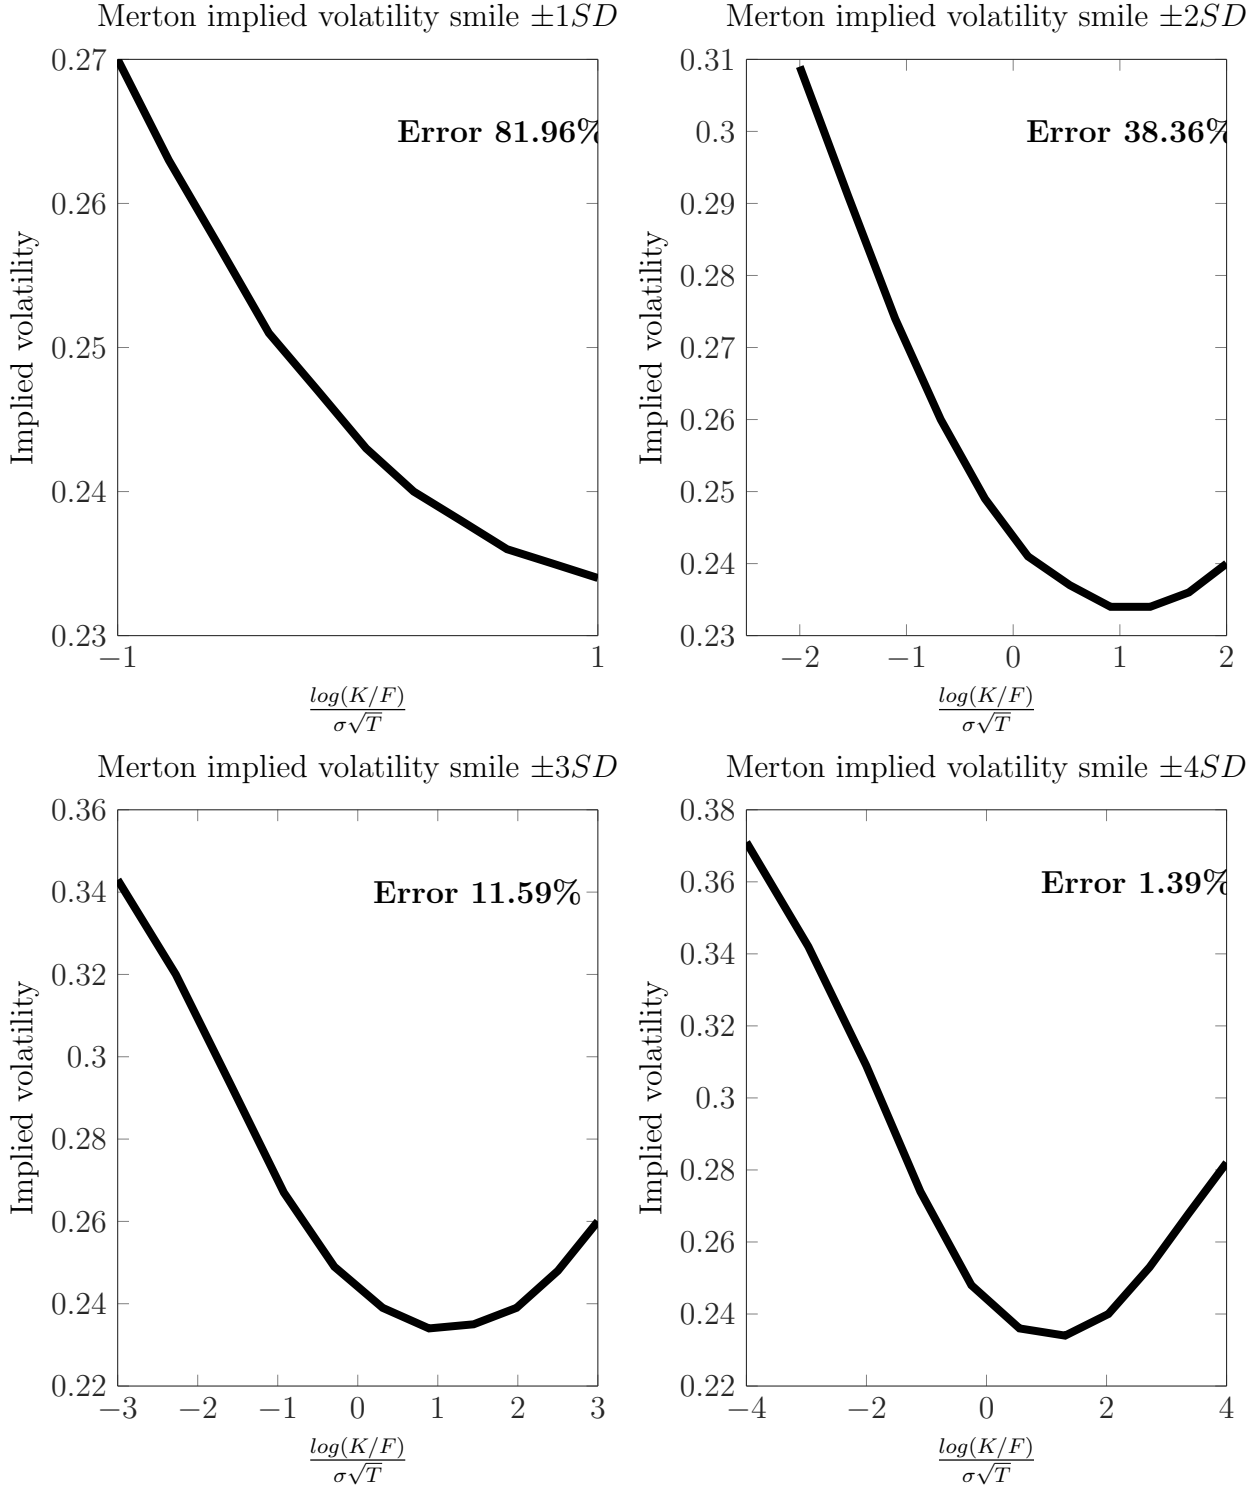 Merton implied volatility smile ±1SD
0.27
0.26
0.25
0.24
0.23
Implied volatility
Error 81.96%
−1 1
log(K/F)
σ√T
Merton implied volatility smile ±2SD
0.31
0.3
0.29
0.28
0.27
0.26
0.25
0.24
0.23
Implied volatility
Error 38.36%
−2 −1 0 1 2
log(K/F)
σ√T
Merton implied volatility smile ±3SD
0.36
0.34
0.32
0.3
0.28
0.26
0.24
0.22
Implied volatility
Error 11.59%
−3 −2 −1 0 1 2 3
log(K/F)
σ√T
Merton implied volatility smile ±4SD
0.38
0.36
0.34
0.32
0.3
0.28
0.26
0.24
0.22
Implied volatility
Error 1.39%
−4 −2 0 2 4
log(K/F)
σ√T